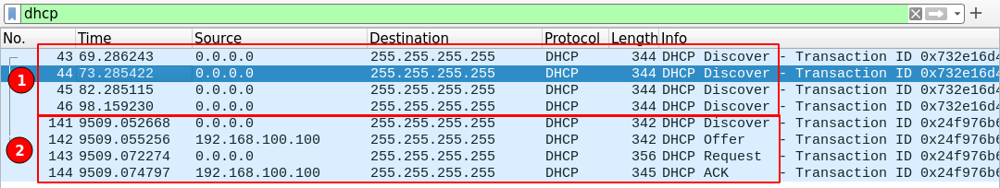 dhcp
No. Time Source Destination Protocol Length Info
43 69.286243 0.0.0.0 255.255.255.255 DHCP 344 DHCP Discover - Transaction ID 0x732e16d4
1
44 73.285422 0.0.0.0 255.255.255.255 DHCP 344 DHCP Discover - Transaction ID 0x732e16d4
45 82.285115 0.0.0.0 255.255.255.255 DHCP 344 DHCP Discover - Transaction ID 0x732e16d4
46 98.159230 0.0.0.0 255.255.255.255 DHCP 344 DHCP Discover - Transaction ID 0x732e16d4
141 9509.052668 0.0.0.0 255.255.255.255 DHCP 342 DHCP Discover - Transaction ID 0x24f976b6
2
142 9509.055256 192.168.100.100 255.255.255.255 DHCP 342 DHCP Offer - Transaction ID 0x24f976b6
143 9509.072274 0.0.0.0 255.255.255.255 DHCP 356 DHCP Request - Transaction ID 0x24f976b6
144 9509.074797 192.168.100.100 255.255.255.255 DHCP 345 DHCP ACK - Transaction ID 0x24f976b6